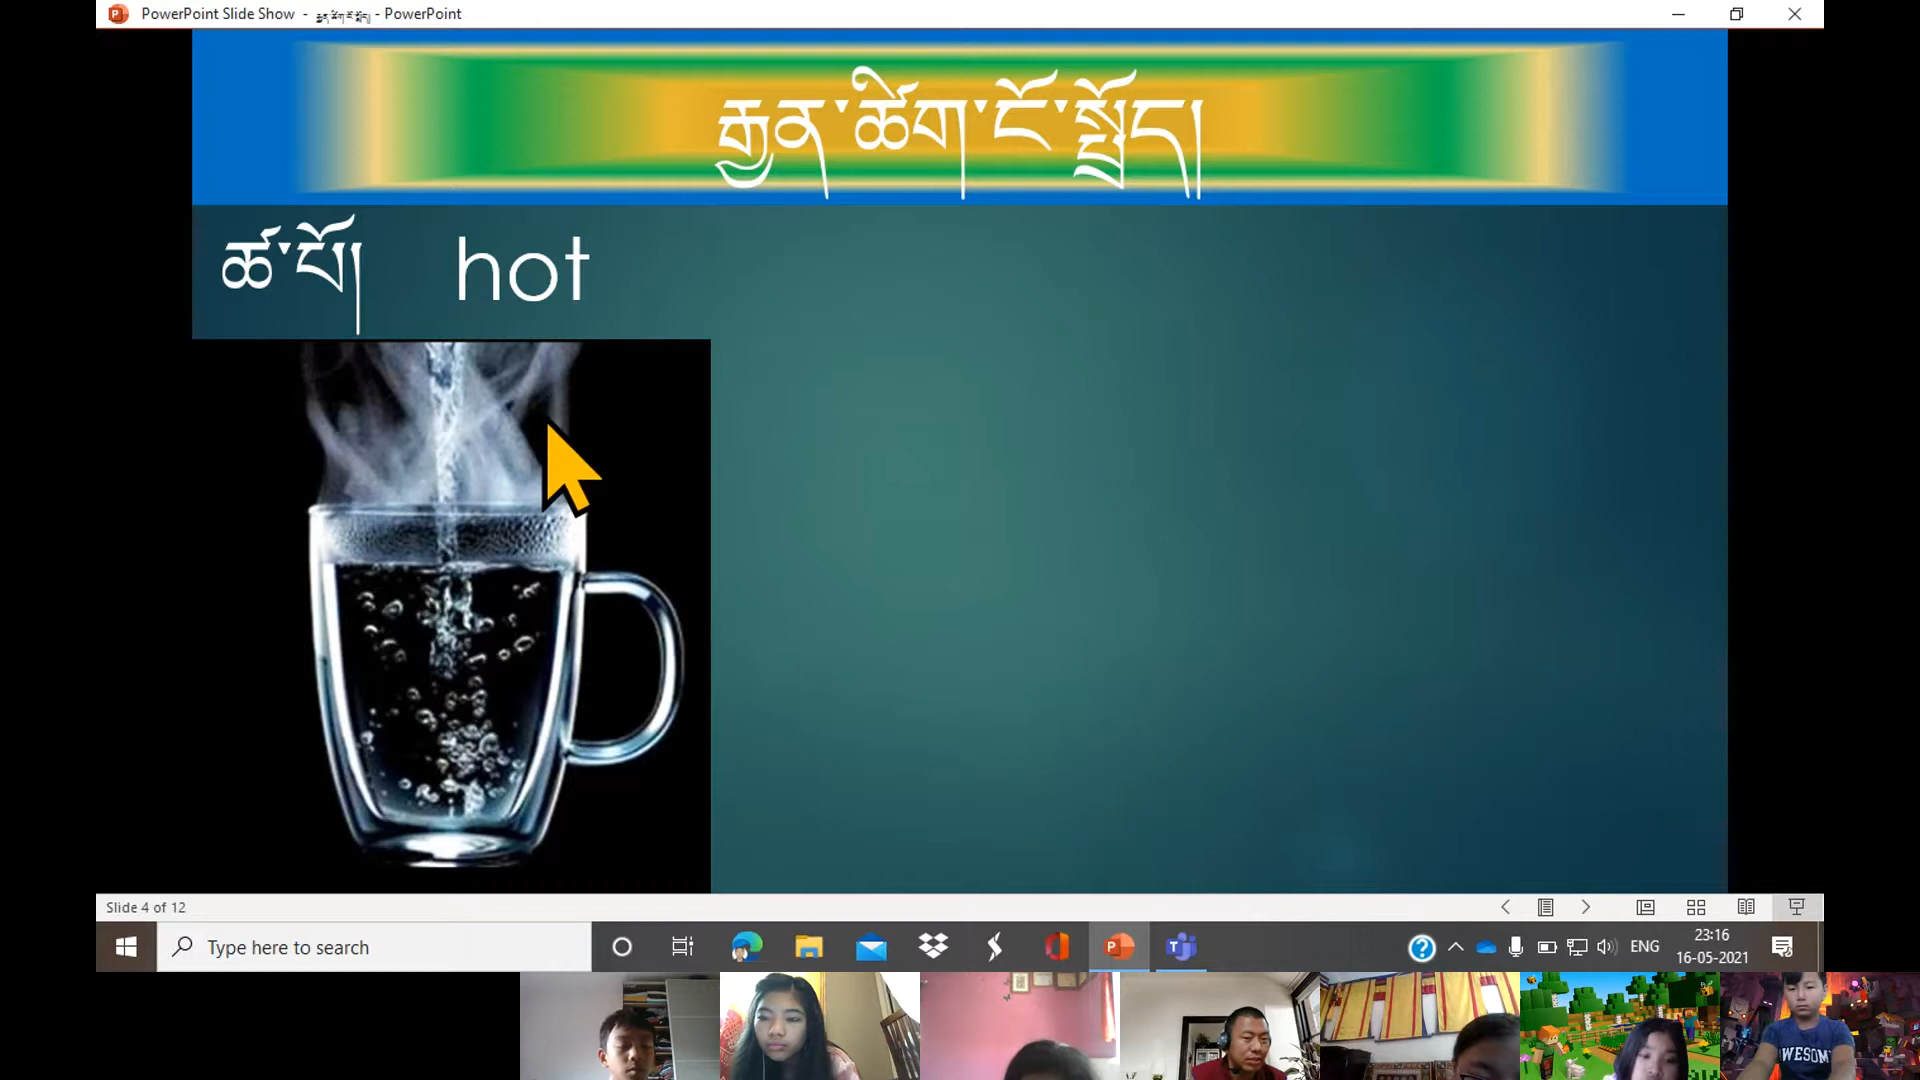 PowerPoint Slide Show - རྒྱན་ཚིག་ངོ་སྤྲོད། - PowerPoint
རྒྱན་ཚིག་ངོ་སྤྲོད།
ཚ་པོ། hot
Slide 4 of 12
Type here to search
ENG
23:16
16-05-2021
AWESOM